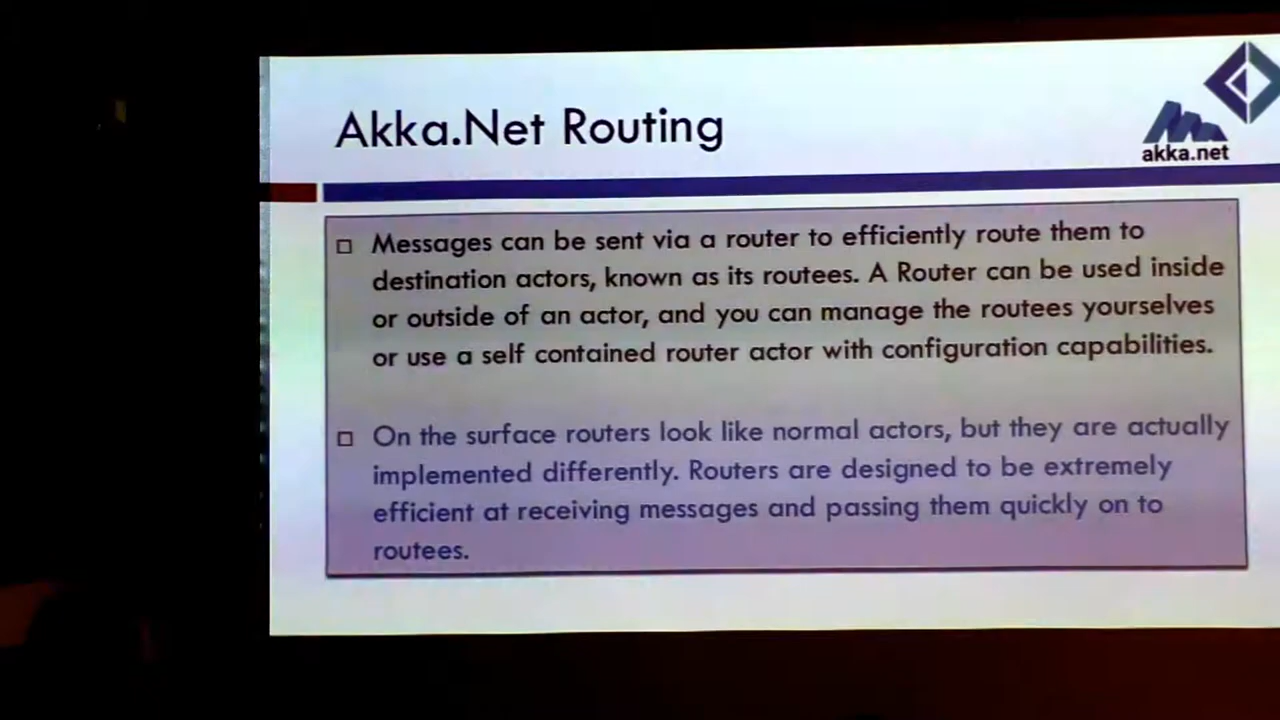 Akka.Net Routing
akka.net
Messages can be sent via a router to efficiently route them to
destination actors, known as its routees. A Router can be used inside
or outside of an actor, and you can manage the routees yourselves
or use a self contained router actor with configuration capabilities.
On the surface routers look like normal actors, but they are actually
implemented differently. Routers are designed to be extremely
efficient at receiving messages and passing them quickly on to
routees.